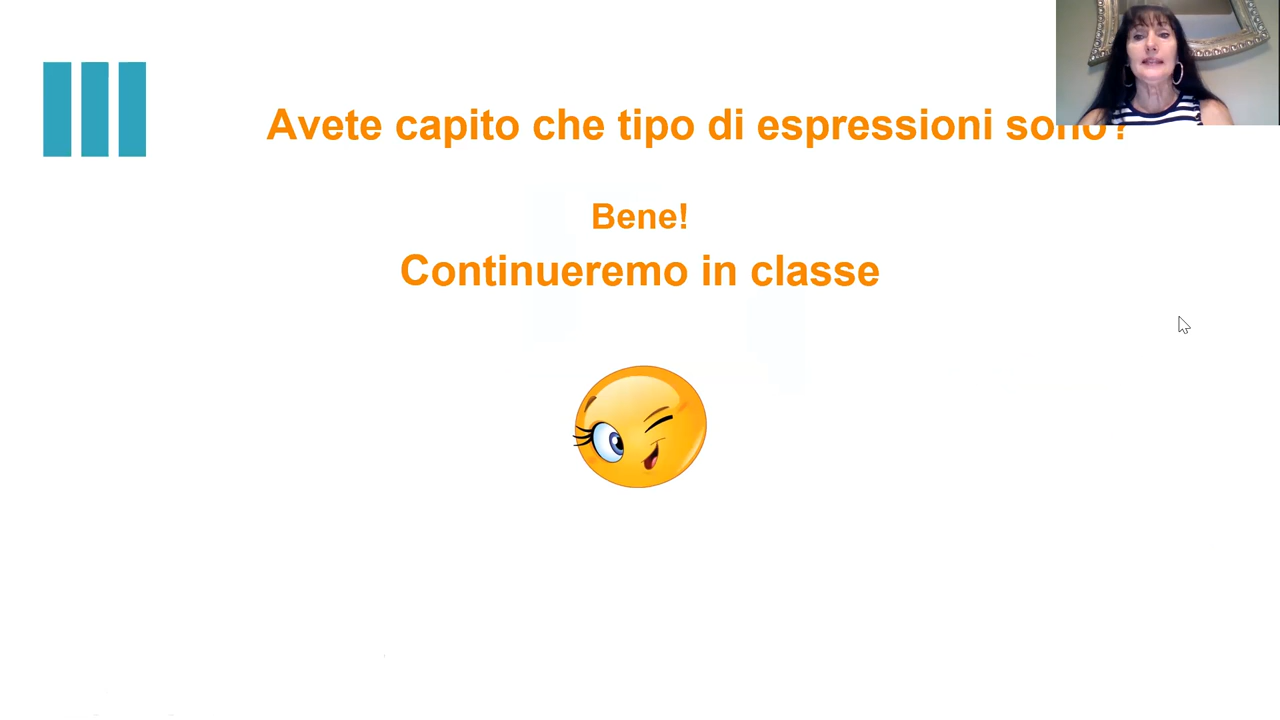 Avete capito che tipo di espressioni sono?
Bene!
Continueremo in classe